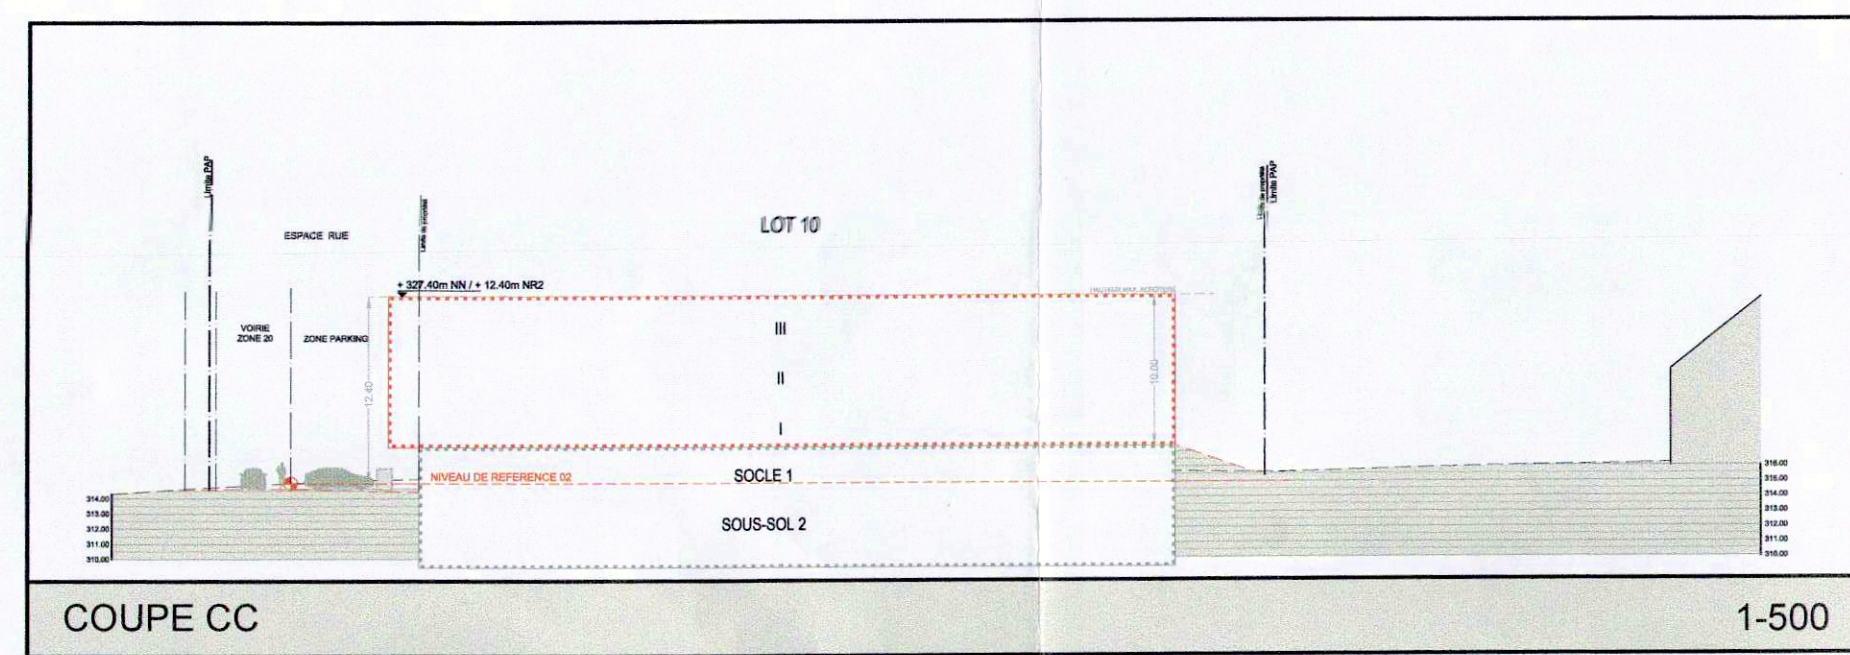 Limite PAP
Limite de propriété
Limite de propriété
Limite PAP
LOT 10
ESPACE RUE
+ 327.40m NN / + 12.40m NR2
HAUTEUR MAX. ACROTERE
VOIRIE
ZONE 20
ZONE PARKING
III
II
I
12.40
10.00
NIVEAU DE REFERENCE 02
SOCLE 1
SOUS-SOL 2
314.00
313.00
312.00
311.00
310.00
316.00
315.00
314.00
313.00
312.00
311.00
310.00
COUPE CC
1-500